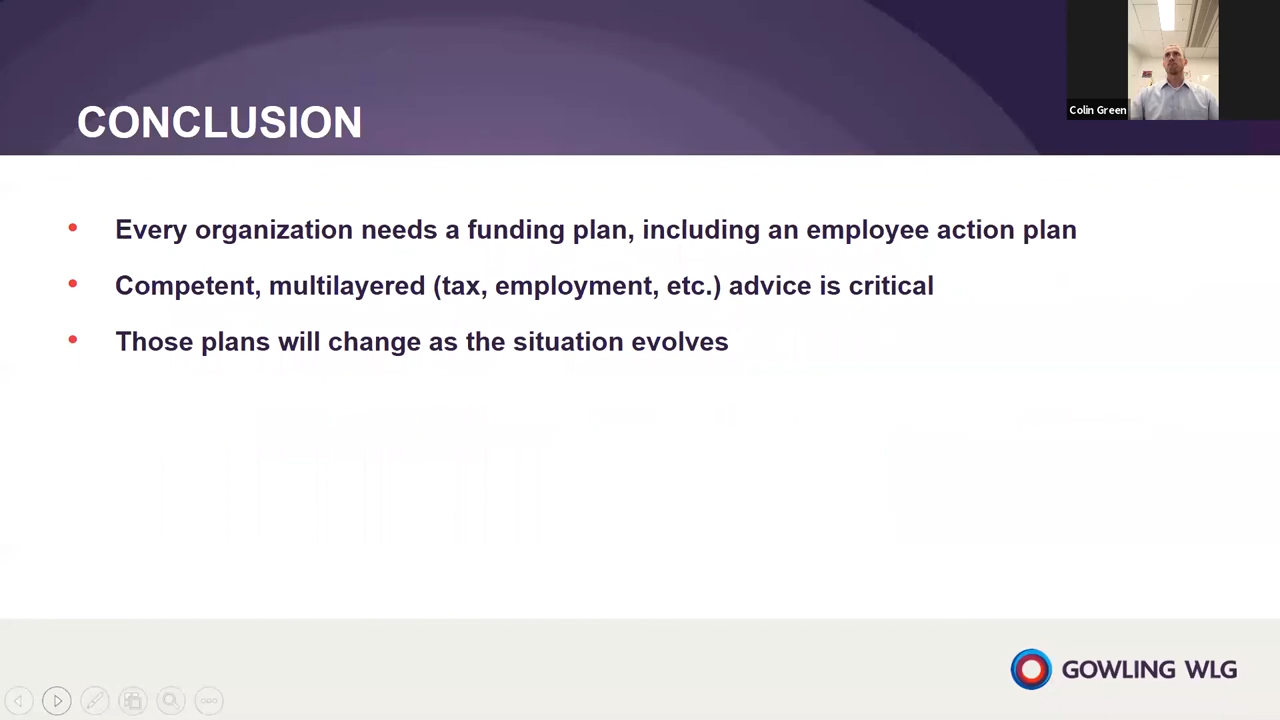 Colin Green
CONCLUSION
• Every organization needs a funding plan, including an employee action plan
• Competent, multilayered (tax, employment, etc.) advice is critical
• Those plans will change as the situation evolves
GOWLING WLG